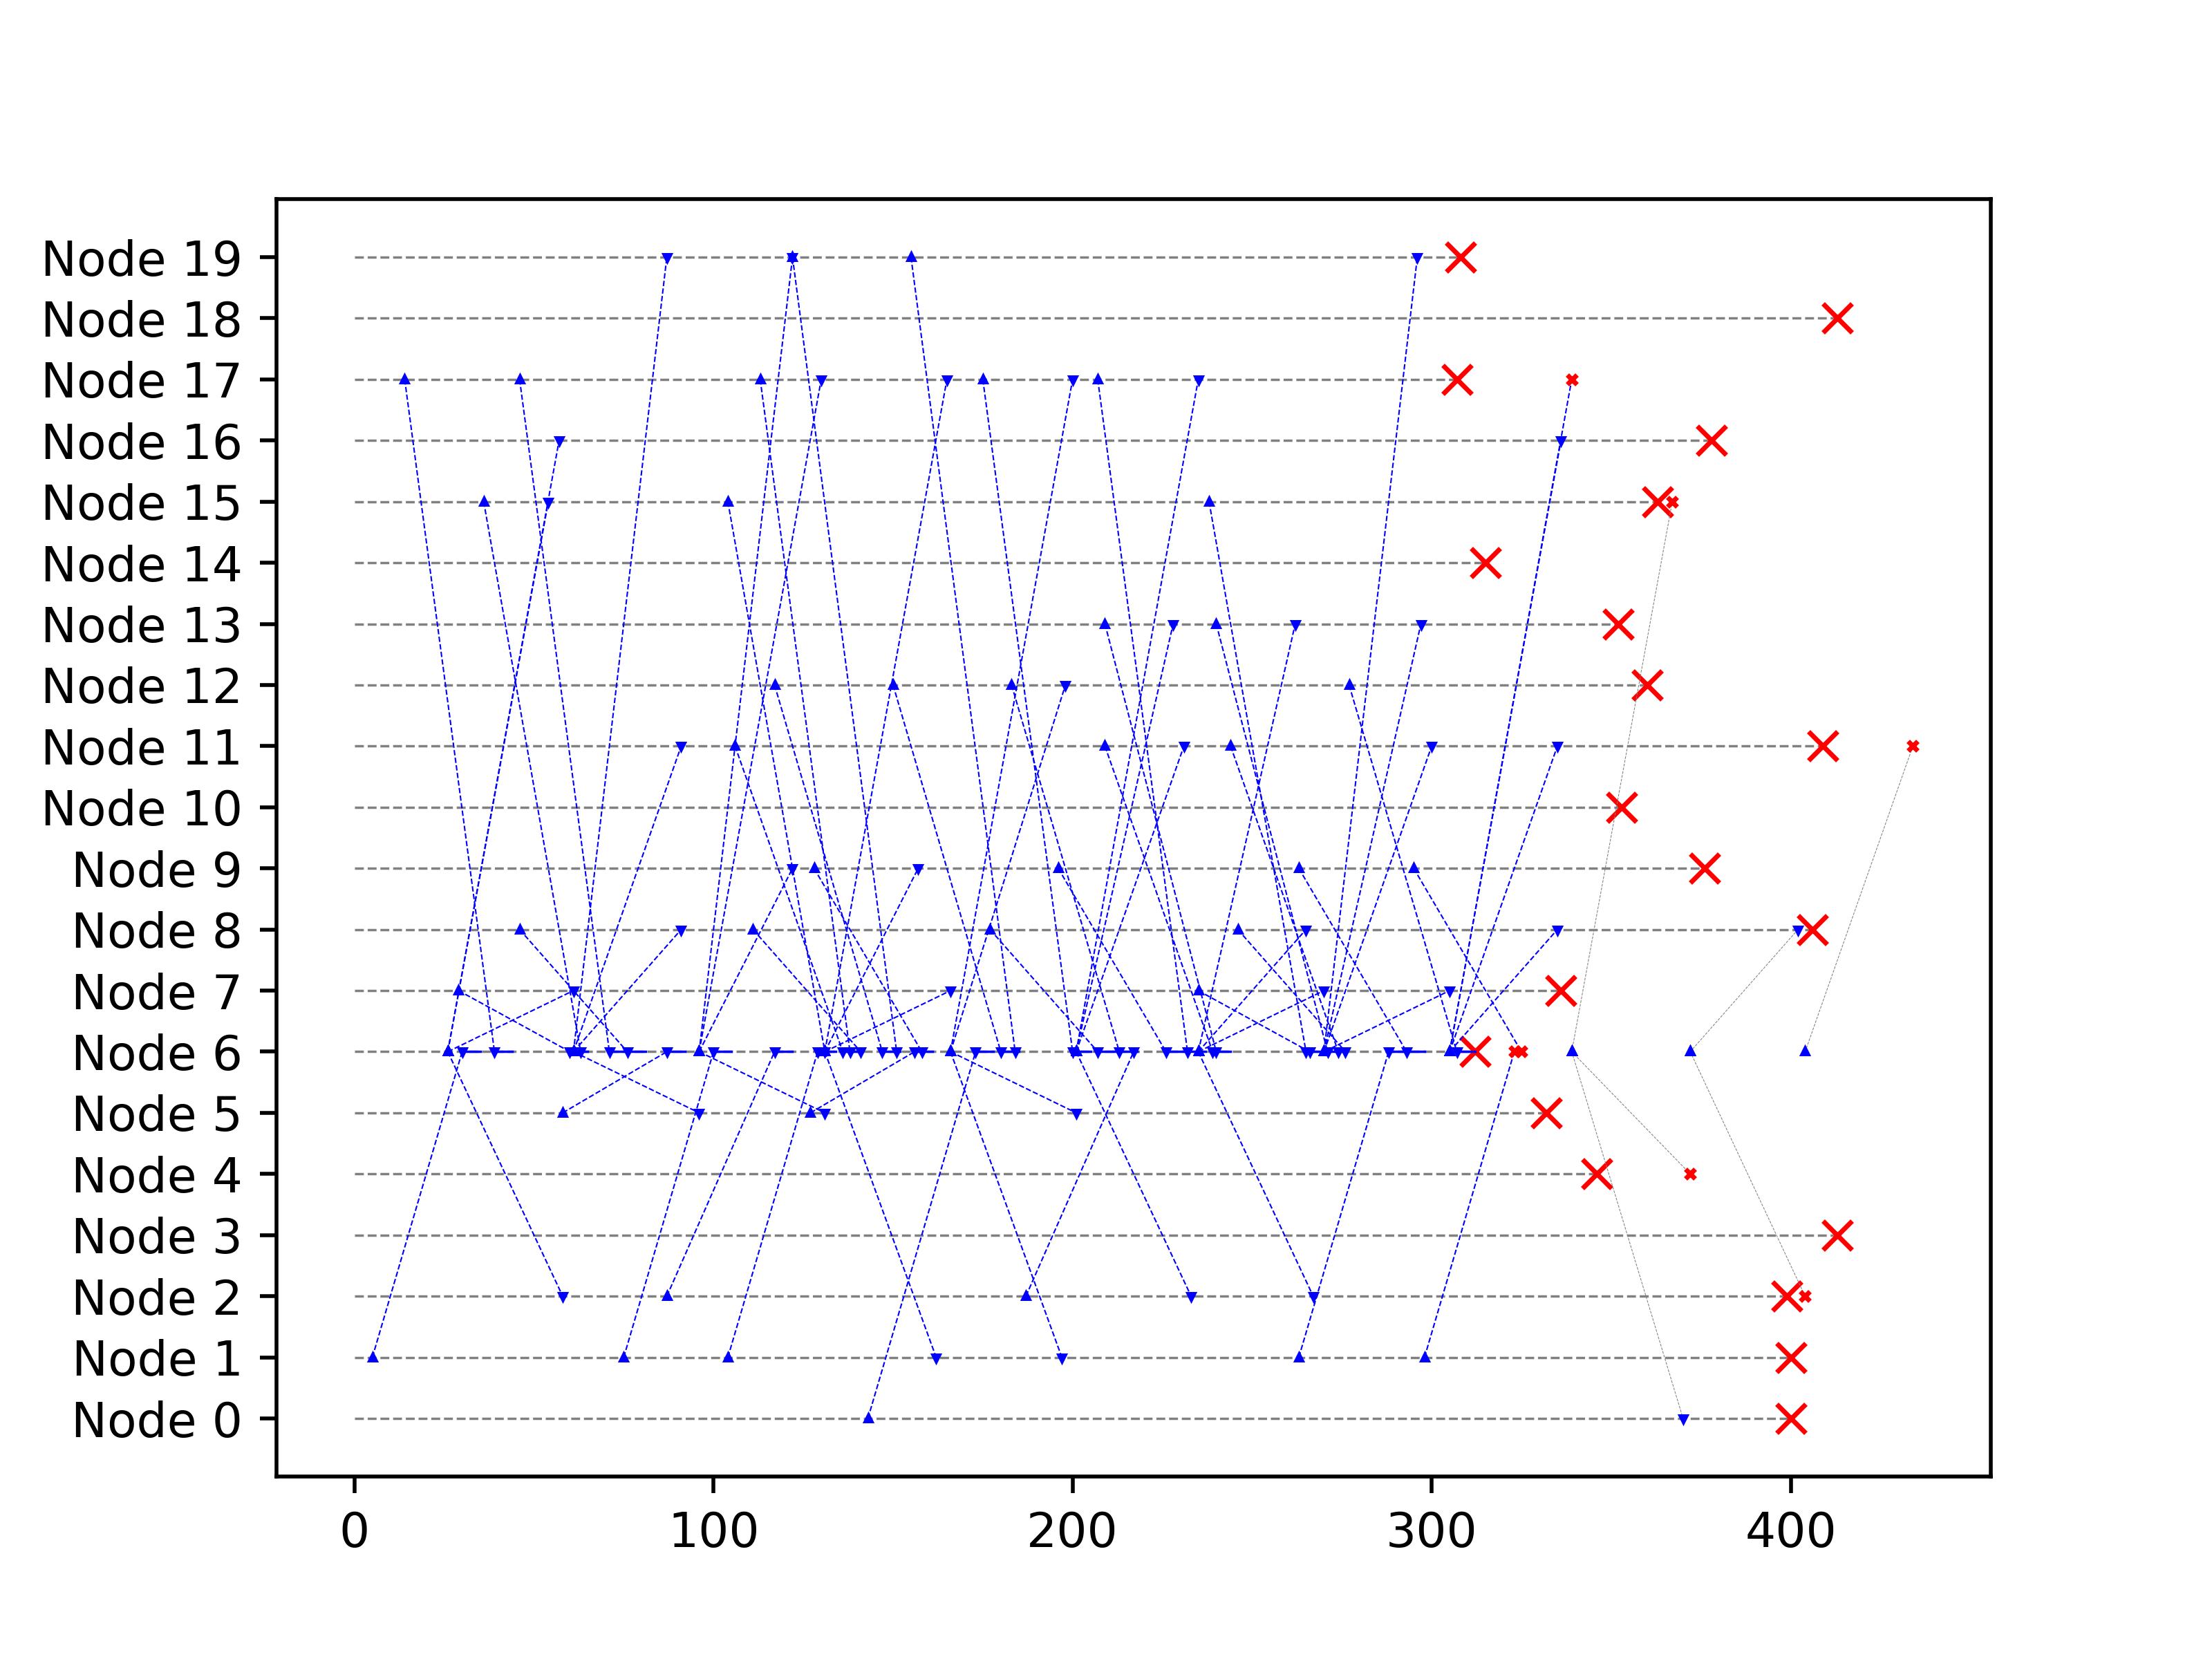 Node 19
Node 18
Node 17
Node 16
Node 15
Node 14
Node 13
Node 12
Node 11
Node 10
Node 9
Node 8
Node 7
Node 6
Node 5
Node 4
Node 3
Node 2
Node 1
Node 0
0 100 200 300 400